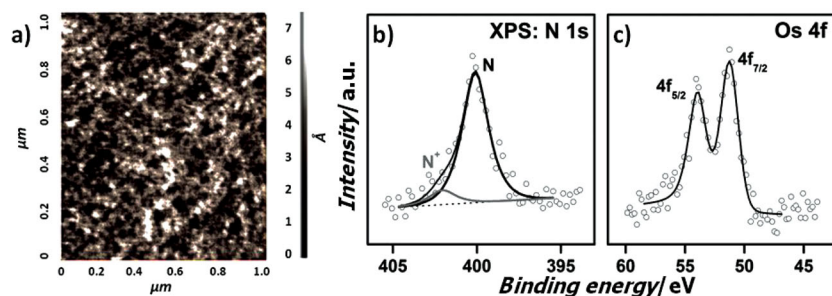 a)
1.0
0.8
0.6
0.4
0.2
0
µm
0 0.2 0.4 0.6 0.8 1.0
µm
7
6
5
4
3
2
1
0
Å
b) XPS: N 1s
N
N+
Intensity/ a.u.
405 400 395
c) Os 4f
4f7/2
4f5/2
60 55 50 45
Binding energy/ eV